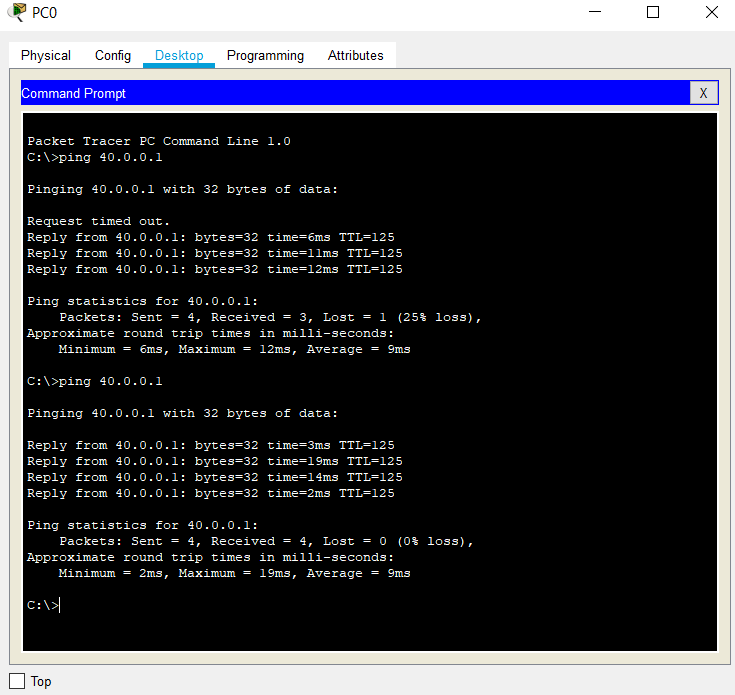 PC0
Physical Config Desktop Programming Attributes
Command Prompt X
Packet Tracer PC Command Line 1.0
C:\>ping 40.0.0.1
Pinging 40.0.0.1 with 32 bytes of data:
Request timed out.
Reply from 40.0.0.1: bytes=32 time=6ms TTL=125
Reply from 40.0.0.1: bytes=32 time=11ms TTL=125
Reply from 40.0.0.1: bytes=32 time=12ms TTL=125
Ping statistics for 40.0.0.1:
    Packets: Sent = 4, Received = 3, Lost = 1 (25% loss),
Approximate round trip times in milli-seconds:
    Minimum = 6ms, Maximum = 12ms, Average = 9ms
C:\>ping 40.0.0.1
Pinging 40.0.0.1 with 32 bytes of data:
Reply from 40.0.0.1: bytes=32 time=3ms TTL=125
Reply from 40.0.0.1: bytes=32 time=19ms TTL=125
Reply from 40.0.0.1: bytes=32 time=14ms TTL=125
Reply from 40.0.0.1: bytes=32 time=2ms TTL=125
Ping statistics for 40.0.0.1:
    Packets: Sent = 4, Received = 4, Lost = 0 (0% loss),
Approximate round trip times in milli-seconds:
    Minimum = 2ms, Maximum = 19ms, Average = 9ms
C:\>
Top